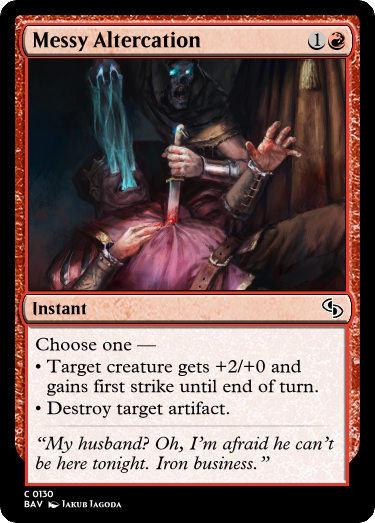 Messy Altercation 1
Instant
Choose one —
• Target creature gets +2/+0 and
gains first strike until end of turn.
• Destroy target artifact.
“My husband? Oh, I’m afraid he can’t
be here tonight. Iron business.”
C 0130
BAV Jakub Jagoda